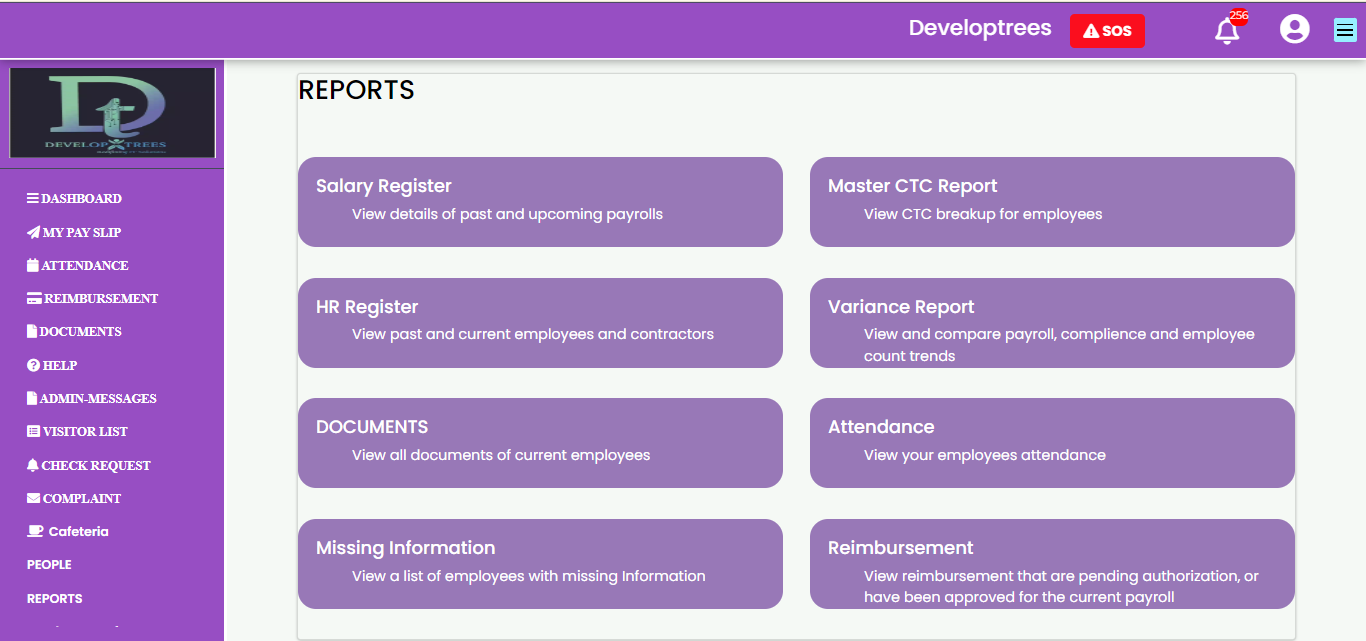 Developtrees
SOS
256
Dt
DEVELOP TREES
DASHBOARD
MY PAY SLIP
ATTENDANCE
REIMBURSEMENT
DOCUMENTS
HELP
ADMIN-MESSAGES
VISITOR LIST
CHECK REQUEST
COMPLAINT
Cafeteria
PEOPLE
REPORTS
REPORTS
Salary Register
View details of past and upcoming payrolls
Master CTC Report
View CTC breakup for employees
HR Register
View past and current employees and contractors
Variance Report
View and compare payroll, complience and employee
count trends
DOCUMENTS
View all documents of current employees
Attendance
View your employees attendance
Missing Information
View a list of employees with missing Information
Reimbursement
View reimbursement that are pending authorization, or
have been approved for the current payroll